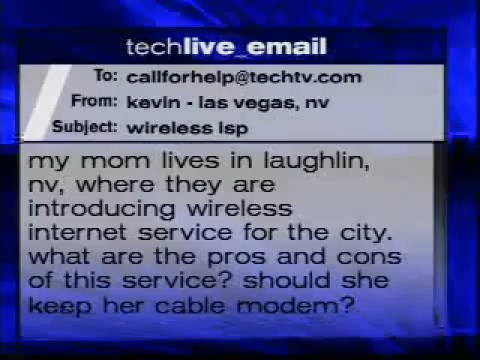 techlive_email
To: callforhelp@techtv.com
From: kevin - las vegas, nv
Subject: wireless isp
my mom lives in laughlin,
nv, where they are
introducing wireless
internet service for the city.
what are the pros and cons
of this service? should she
keep her cable modem?